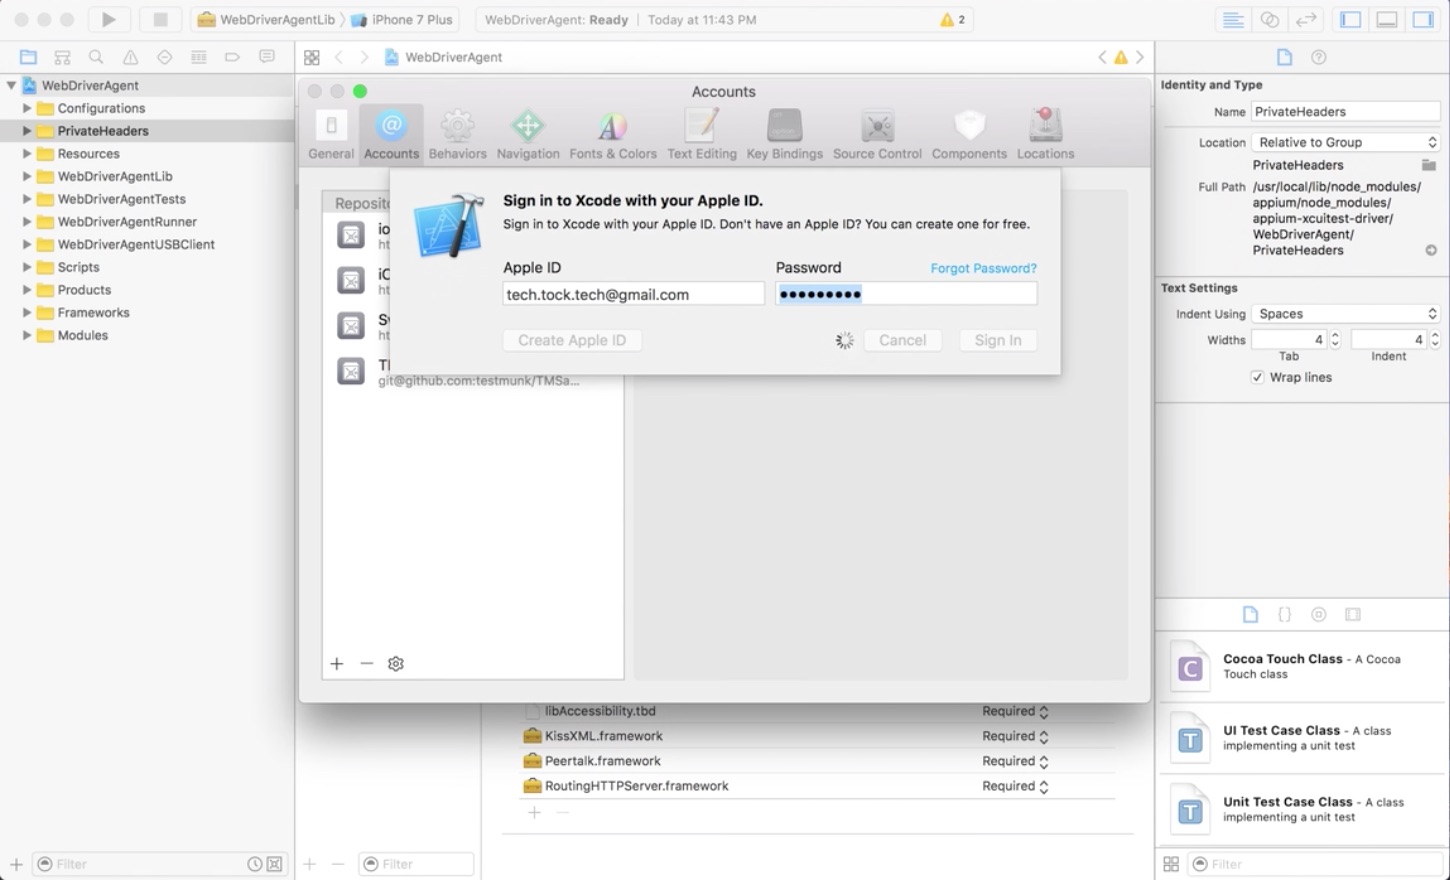 WebDriverAgentLib
iPhone 7 Plus
WebDriverAgent: Ready | Today at 11:43 PM
2
WebDriverAgent
Configurations
PrivateHeaders
Resources
WebDriverAgentLib
WebDriverAgentTests
WebDriverAgentRunner
WebDriverAgentUSBClient
Scripts
Products
Frameworks
Modules
Filter
WebDriverAgent
Accounts
General
Accounts
Behaviors
Navigation
Fonts & Colors
Text Editing
Key Bindings
Source Control
Components
Locations
Sign in to Xcode with your Apple ID.
Sign in to Xcode with your Apple ID. Don't have an Apple ID? You can create one for free.
Apple ID
Password
Forgot Password?
tech.tock.tech@gmail.com
•••••••••
Create Apple ID
Cancel
Sign In
git@github.com:testmunk/TMSa...
libAccessibility.tbd Required
KissXML.framework Required
Peertalk.framework Required
RoutingHTTPServer.framework Required
Filter
Identity and Type
Name PrivateHeaders
Location Relative to Group
PrivateHeaders
Full Path /usr/local/lib/node_modules/
appium/node_modules/
appium-xcuitest-driver/
WebDriverAgent/
PrivateHeaders
Text Settings
Indent Using Spaces
Widths 4 4
Tab Indent
Wrap lines
C
Cocoa Touch Class - A Cocoa
Touch class
T
UI Test Case Class - A class
implementing a unit test
T
Unit Test Case Class - A class
implementing a unit test
Filter